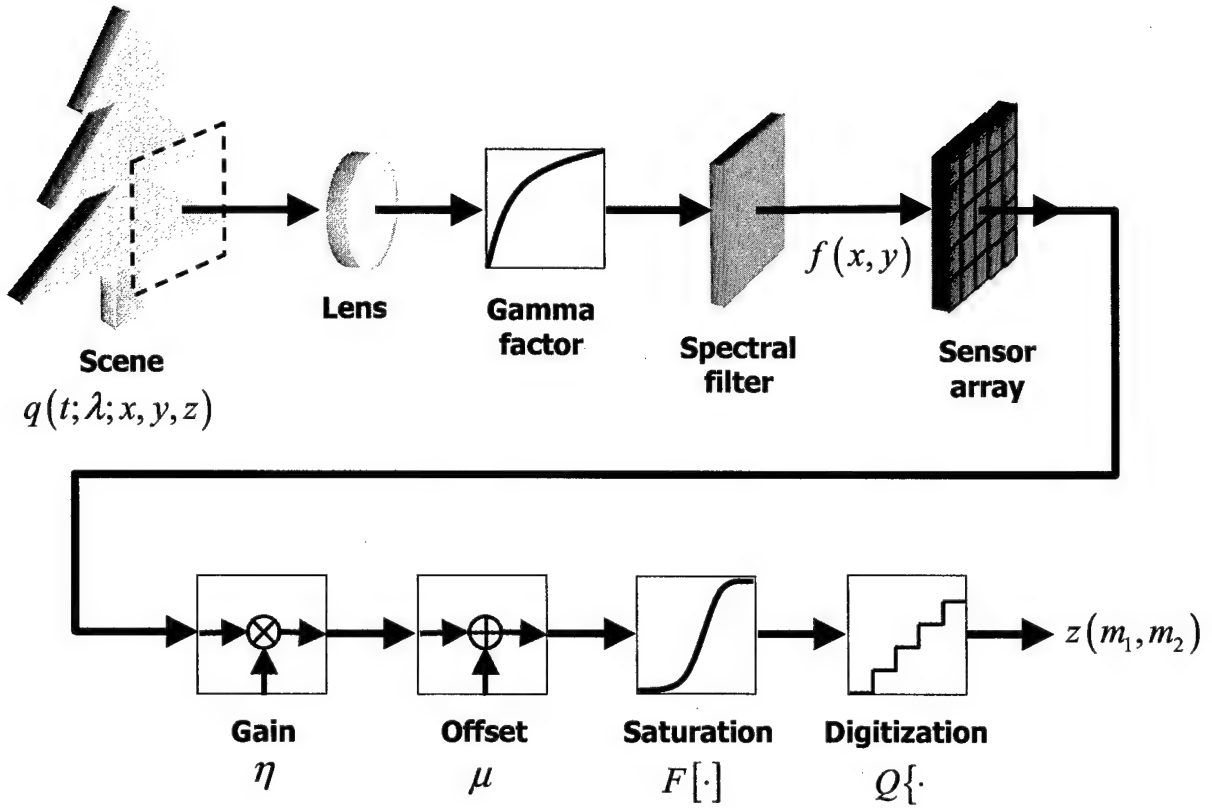 Scene
q(t;λ;x,y,z)
Lens
Gamma
factor
Spectral
filter
f(x,y)
Sensor
array
Gain
η
Offset
μ
Saturation
F[·]
Digitization
Q{·
z(m₁,m₂)